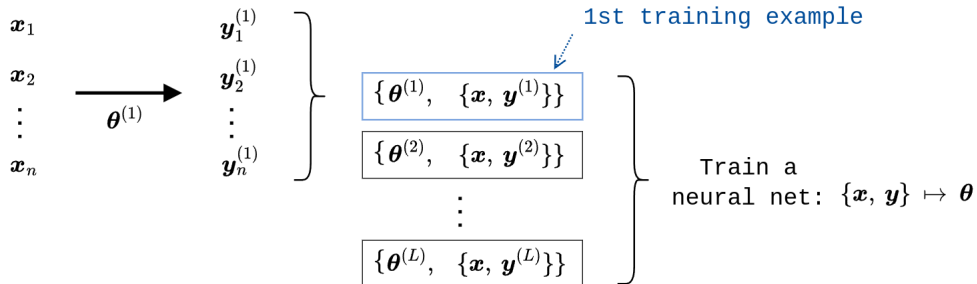 1st training example
x₁
x₂
⋮
xₙ
θ⁽¹⁾
y₁⁽¹⁾
y₂⁽¹⁾
⋮
yₙ⁽¹⁾
{θ⁽¹⁾, {x, y⁽¹⁾}}
{θ⁽²⁾, {x, y⁽²⁾}}
⋮
{θ⁽ᴸ⁾, {x, y⁽ᴸ⁾}}
Train a
neural net: {x, y} ↦ θ